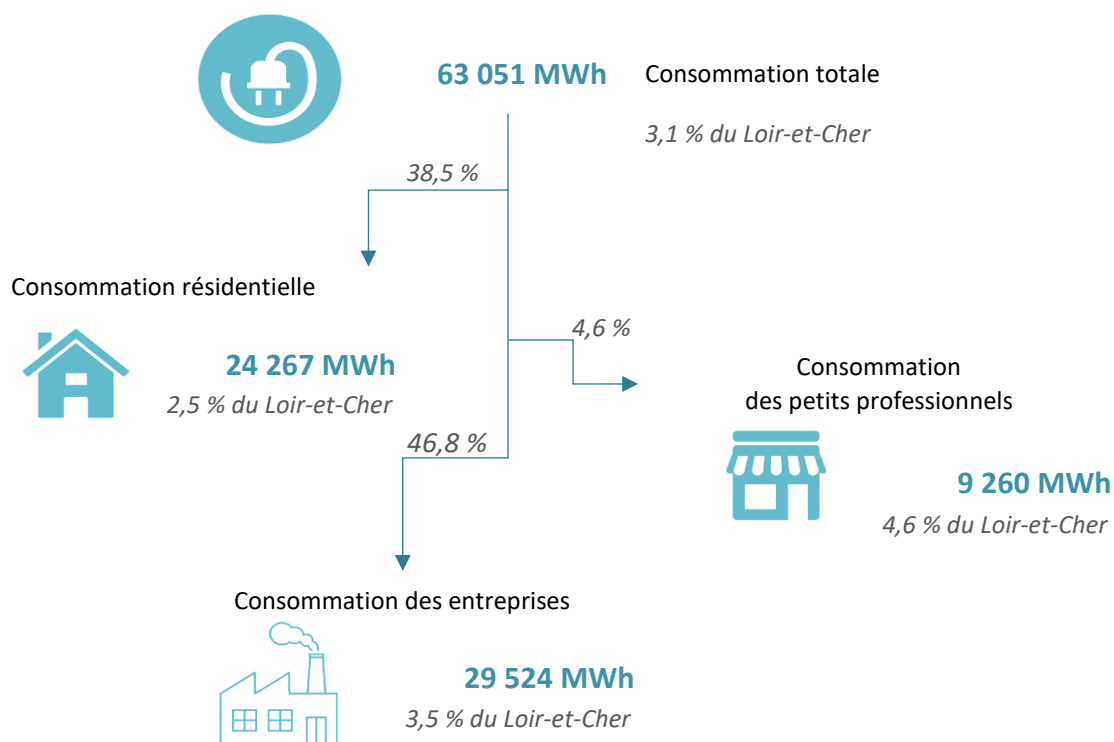 63 051 MWh
Consommation totale
3,1 % du Loir-et-Cher
38,5 %
Consommation résidentielle
24 267 MWh
2,5 % du Loir-et-Cher
4,6 %
Consommation
des petits professionnels
9 260 MWh
4,6 % du Loir-et-Cher
46,8 %
Consommation des entreprises
29 524 MWh
3,5 % du Loir-et-Cher